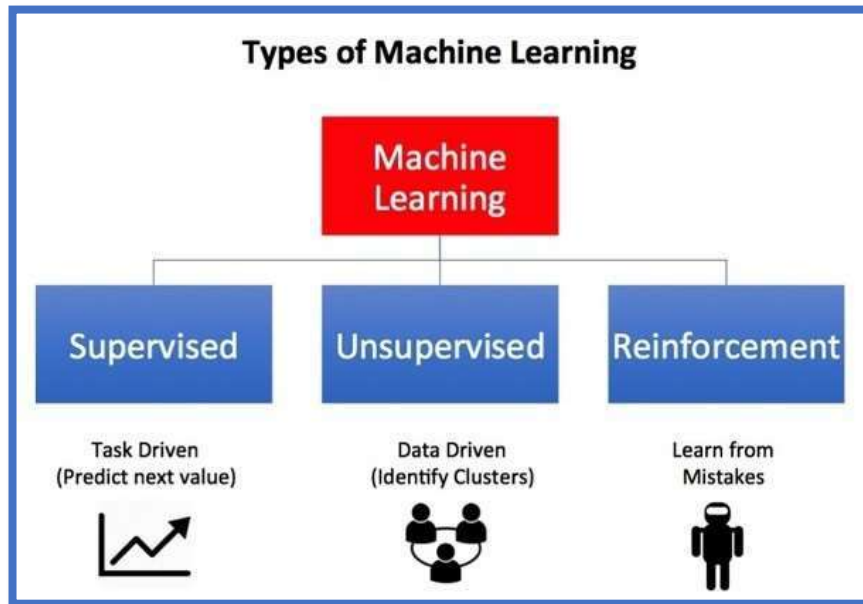 Types of Machine Learning
Machine
Learning
Supervised
Unsupervised
Reinforcement
Task Driven
(Predict next value)
Data Driven
(Identify Clusters)
Learn from
Mistakes